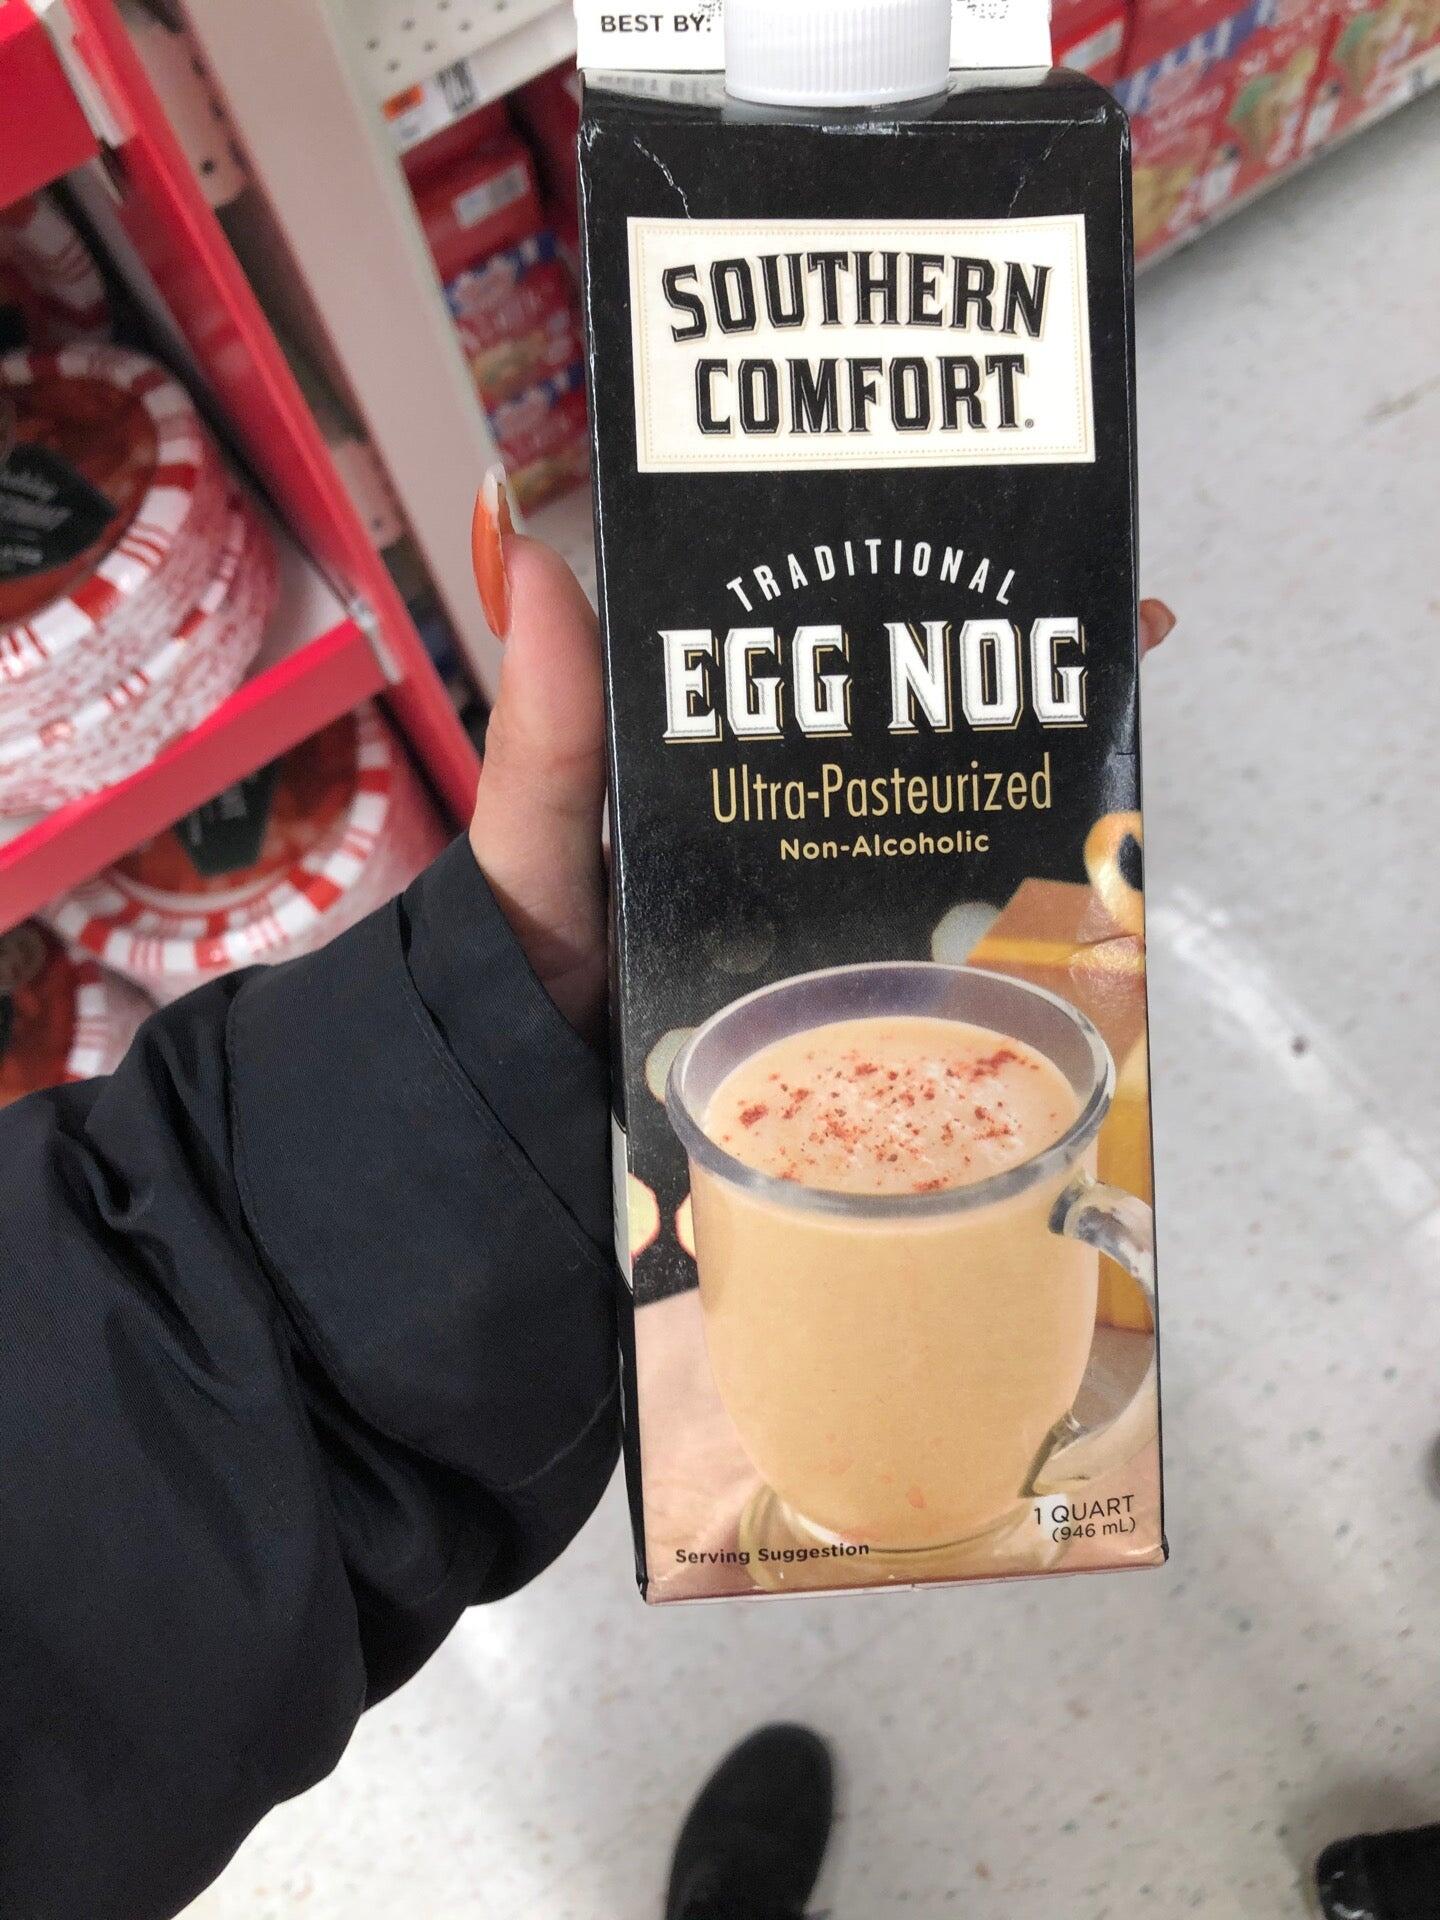 BEST BY:
SOUTHERN
COMFORT®
TRADITIONAL
EGG NOG
Ultra-Pasteurized
Non-Alcoholic
1 QUART
(946 mL)
Serving Suggestion